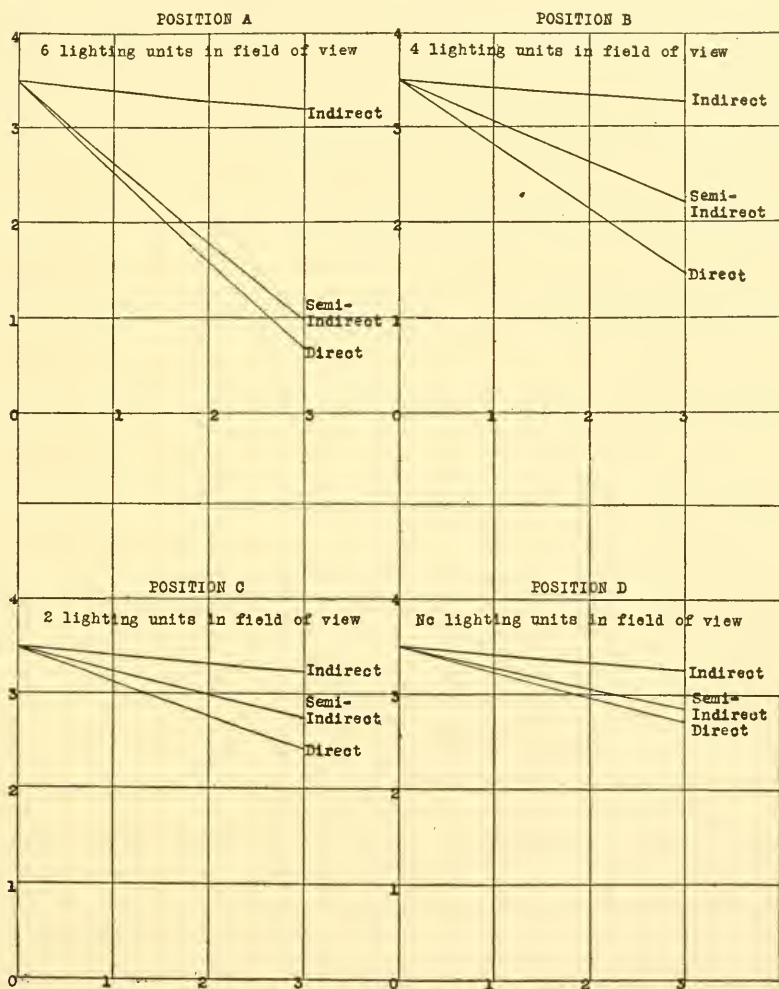 POSITION A
4
6 lighting units in field of view
Indirect
3
2
Semi-
Indirect
1
Direct
0
1
2
3
POSITION B
4
4 lighting units in field of view
Indirect
3
Semi-
Indirect
2
Direct
1
0
1
2
3
POSITION C
4
2 lighting units in field of view
Indirect
3
Semi-
Indirect
Direct
2
1
0
1
2
3
POSITION D
4
No lighting units in field of view
Indirect
3
Semi-
Indirect
Direct
2
1
0
1
2
3